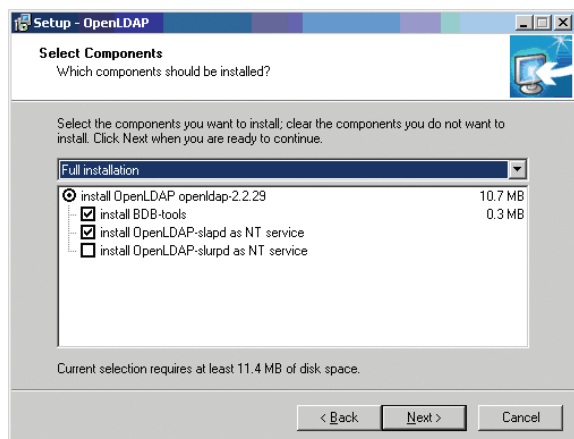 Setup - OpenLDAP
Select Components
Which components should be installed?
Select the components you want to install; clear the components you do not want to
install. Click Next when you are ready to continue.
Full installation
install OpenLDAP openldap-2.2.29 10.7 MB
install BDB-tools 0.3 MB
install OpenLDAP-slapd as NT service
install OpenLDAP-slurpd as NT service
Current selection requires at least 11.4 MB of disk space.
< Back Next > Cancel